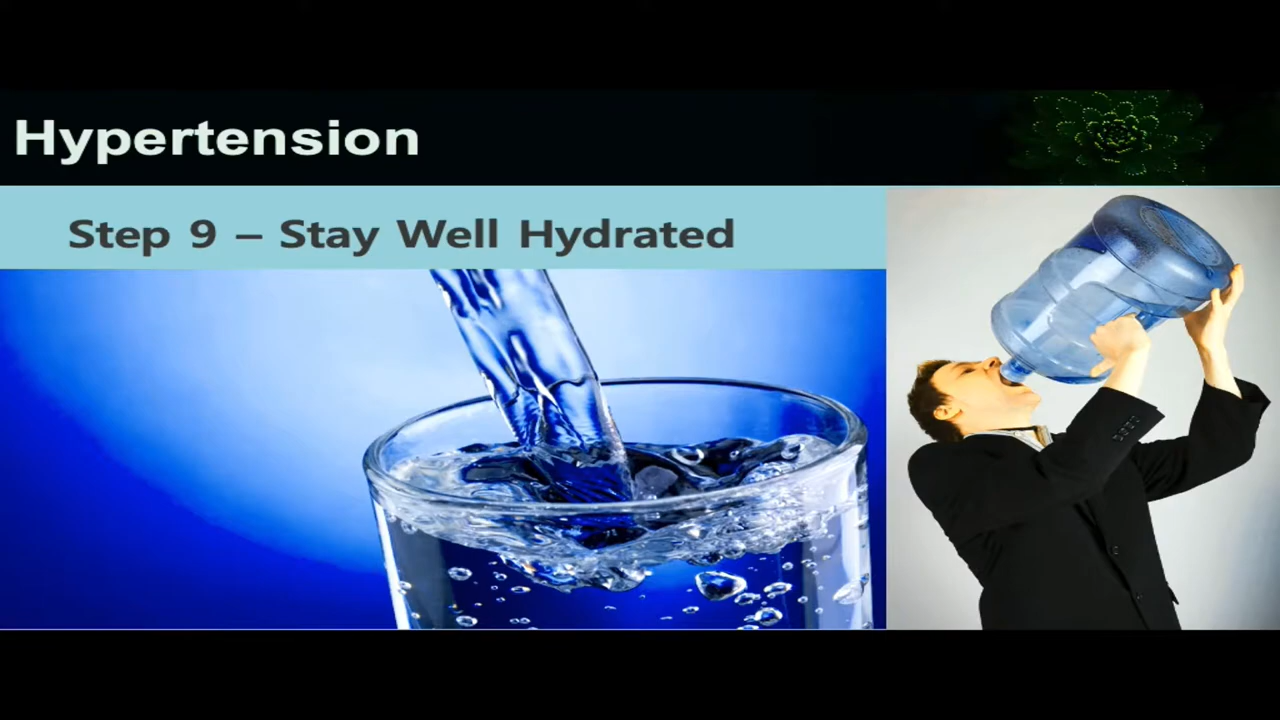 Hypertension
Step 9 – Stay Well Hydrated